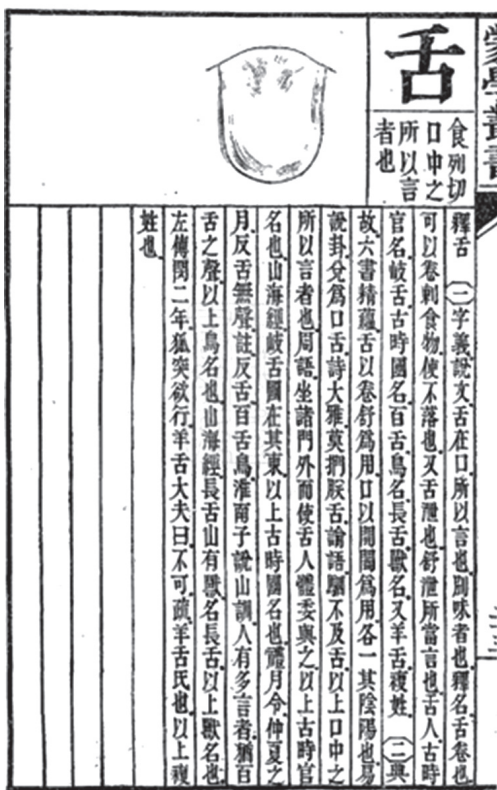 蒙學叢書
舌
食列切
口中之
所以言
者也
釋舌 (一)字義說文舌在口所以言也別味者也釋名舌卷也
可以卷制食物使不落也又舌泄也舒泄所當言也舌人古時
官名岐舌古時國名百舌鳥名長舌獸名又羊舌複姓 (二)典
故六書精蘊舌以卷舒爲用口以開闔爲用各一其陰陽也易
說卦兌爲口舌詩大雅莫捫朕舌論語駟不及舌以上口中之
所以言者也周語坐諸門外而使舌人體委與之以上古時官
名也山海經岐舌國在其東以上古時國名也禮月令仲夏之
月反舌無聲註反舌百舌鳥淮南子說山訓人有多言者猶百
舌之聲以上鳥名也山海經長舌山有獸名長舌以上獸名也
左傳閔二年狐突欲行羊舌大夫曰不可疏羊舌氏也以上複
姓也